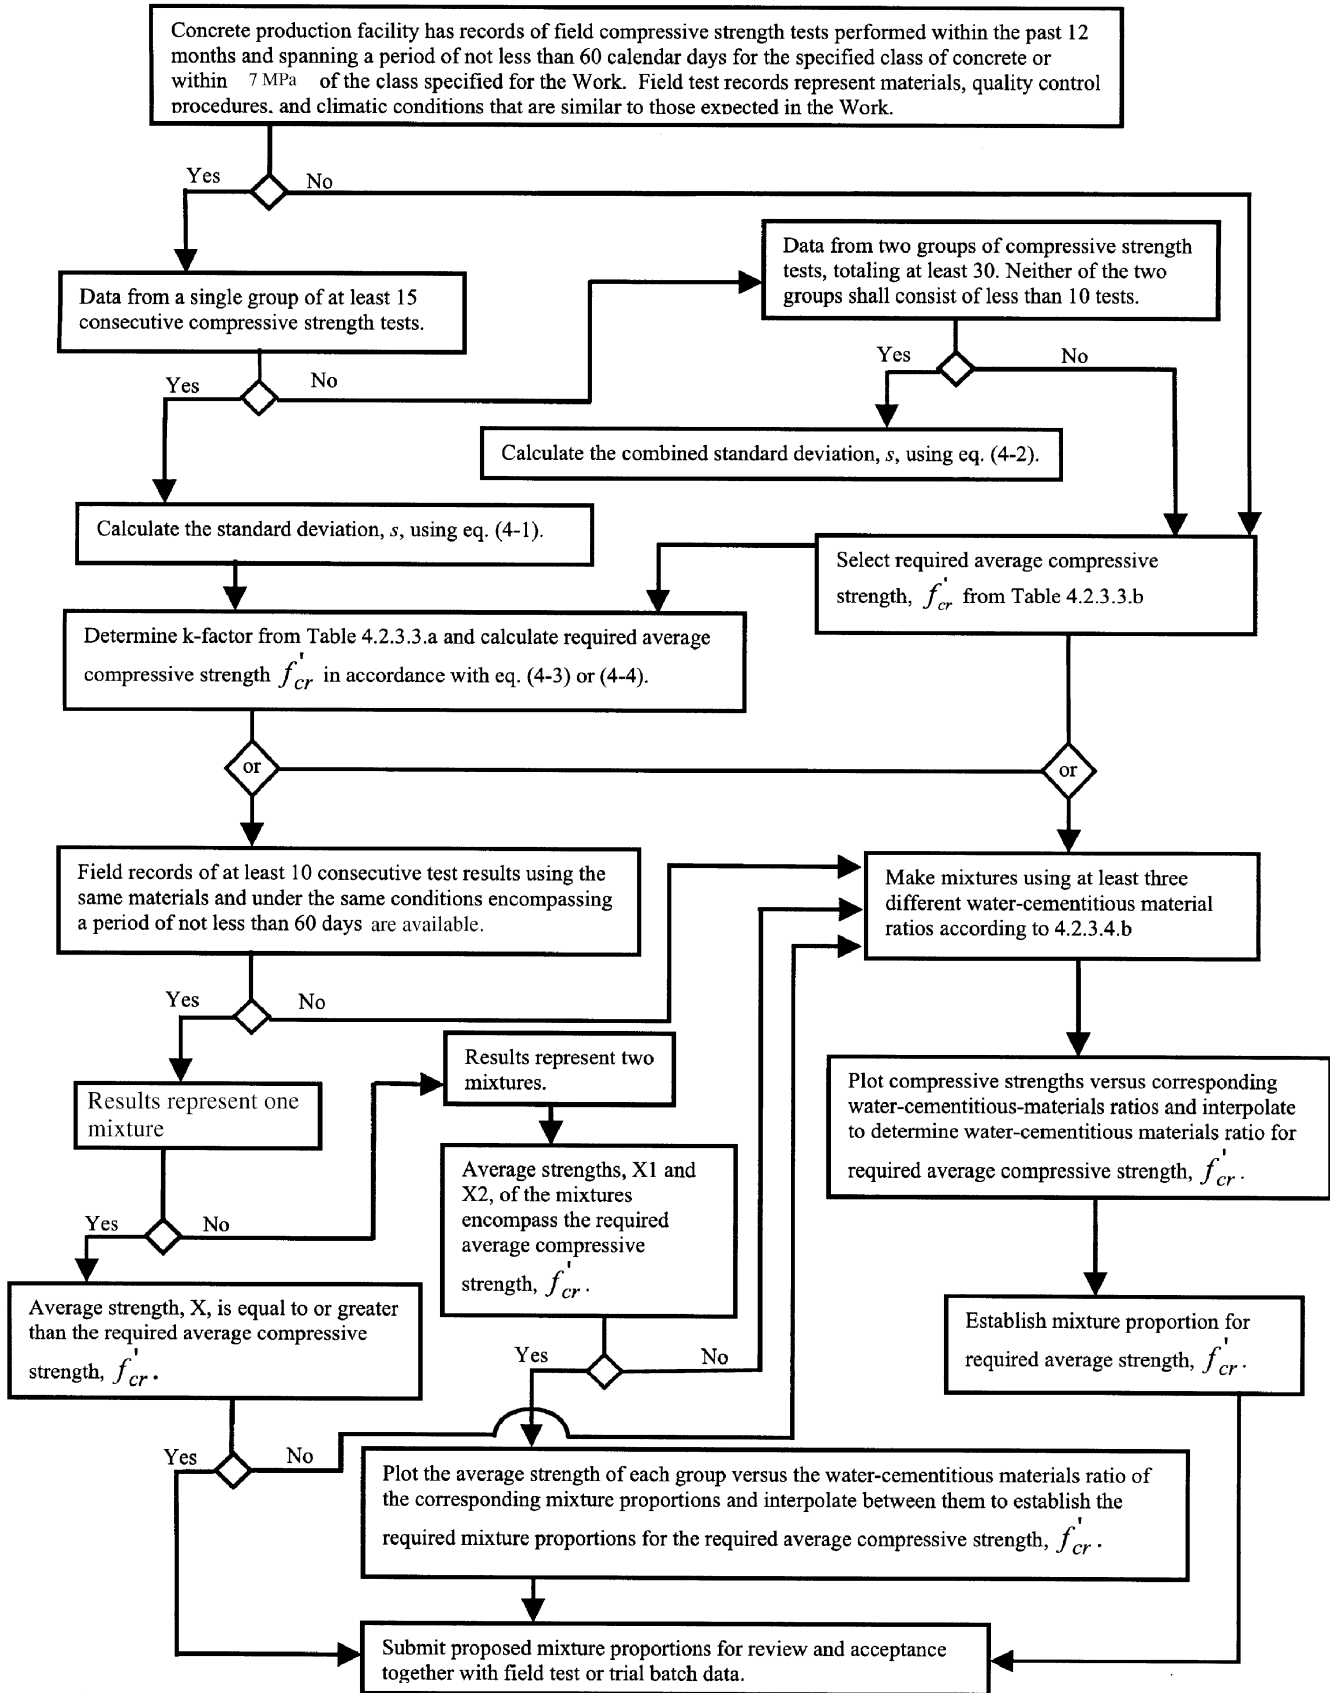 Concrete production facility has records of field compressive strength tests performed within the past 12
months and spanning a period of not less than 60 calendar days for the specified class of concrete or
within 7 MPa of the class specified for the Work. Field test records represent materials, quality control
procedures, and climatic conditions that are similar to those expected in the Work.
Yes
No
Data from two groups of compressive strength
tests, totaling at least 30. Neither of the two
groups shall consist of less than 10 tests.
Data from a single group of at least 15
consecutive compressive strength tests.
Yes
No
Yes
No
Calculate the combined standard deviation, s, using eq. (4-2).
Calculate the standard deviation, s, using eq. (4-1).
Select required average compressive
strength, f'cr from Table 4.2.3.3.b
Determine k-factor from Table 4.2.3.3.a and calculate required average
compressive strength f'cr in accordance with eq. (4-3) or (4-4).
or
or
Field records of at least 10 consecutive test results using the
same materials and under the same conditions encompassing
a period of not less than 60 days are available.
Make mixtures using at least three
different water-cementitious material
ratios according to 4.2.3.4.b
Yes
No
Results represent two
mixtures.
Results represent one
mixture
Plot compressive strengths versus corresponding
water-cementitious-materials ratios and interpolate
to determine water-cementitious materials ratio for
required average compressive strength, f'cr.
Average strengths, X1 and
X2, of the mixtures
encompass the required
average compressive
strength, f'cr.
Yes
No
Average strength, X, is equal to or greater
than the required average compressive
strength, f'cr.
Establish mixture proportion for
required average strength, f'cr.
Yes
No
Yes
No
Plot the average strength of each group versus the water-cementitious materials ratio of
the corresponding mixture proportions and interpolate between them to establish the
required mixture proportions for the required average compressive strength, f'cr.
Submit proposed mixture proportions for review and acceptance
together with field test or trial batch data.